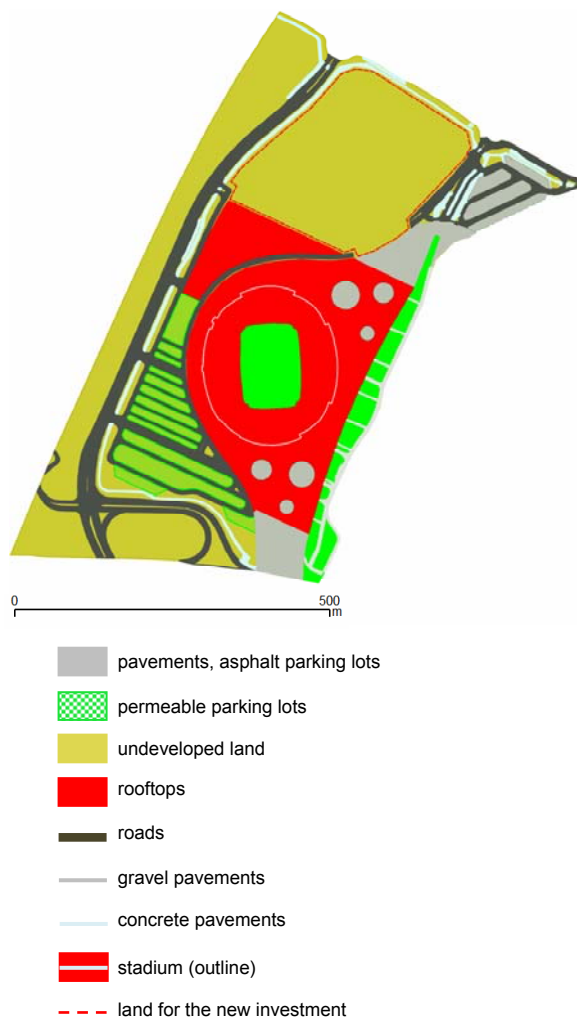 0 500
m
pavements, asphalt parking lots
permeable parking lots
undeveloped land
rooftops
roads
gravel pavements
concrete pavements
stadium (outline)
land for the new investment